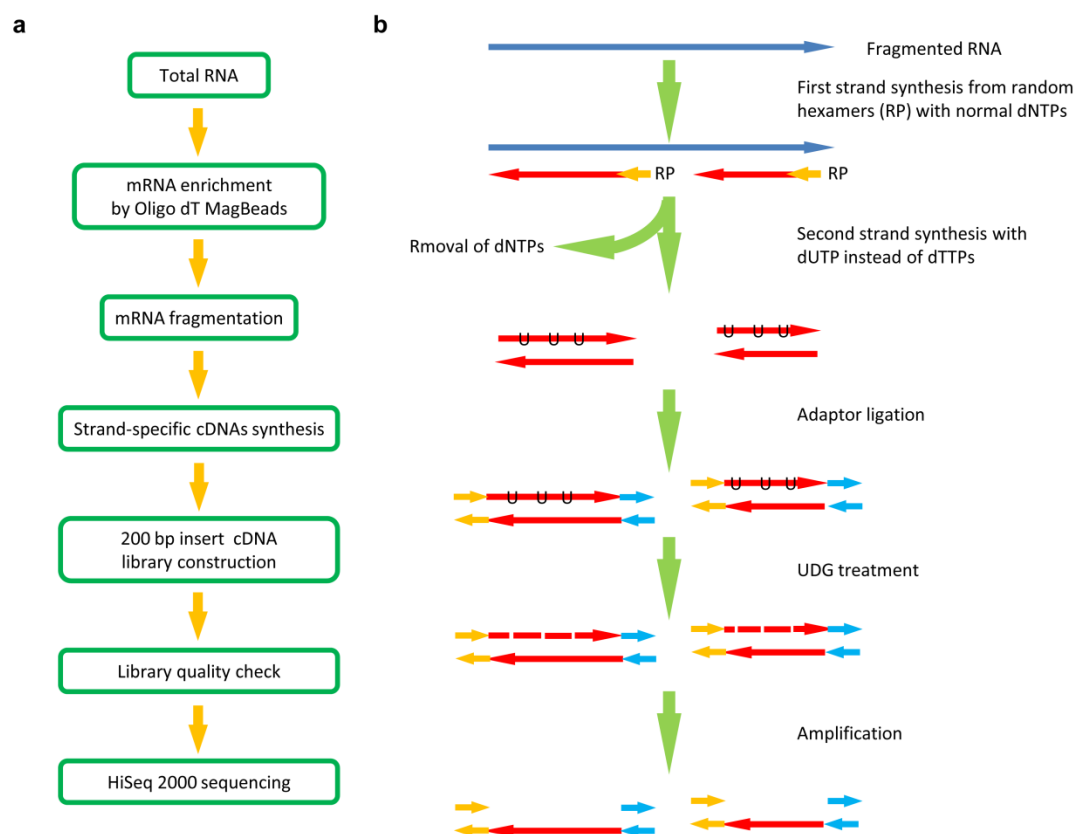 a
Total RNA
mRNA enrichment
by Oligo dT MagBeads
mRNA fragmentation
Strand-specific cDNAs synthesis
200 bp insert cDNA
library construction
Library quality check
HiSeq 2000 sequencing
b
Fragmented RNA
First strand synthesis from random
hexamers (RP) with normal dNTPs
RP
RP
Rmoval of dNTPs
Second strand synthesis with
dUTP instead of dTTPs
U U U
U U U
Adaptor ligation
U U U
U U U
UDG treatment
Amplification